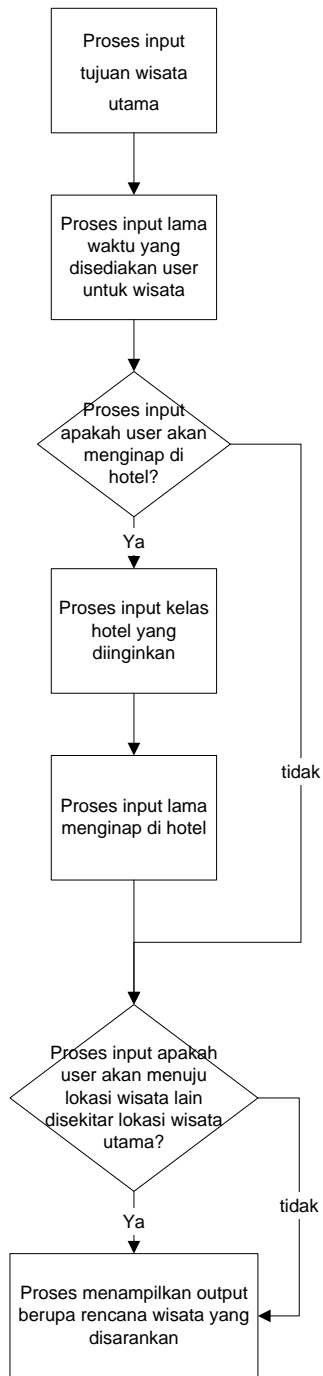 Proses input
tujuan wisata
utama
Proses input lama
waktu yang
disediakan user
untuk wisata
Proses input
apakah user akan
menginap di
hotel?
Ya
Proses input kelas
hotel yang
diinginkan
tidak
Proses input lama
menginap di hotel
Proses input apakah
user akan menuju
lokasi wisata lain
disekitar lokasi wisata
utama?
tidak
Ya
Proses menampilkan output
berupa rencana wisata yang
disarankan